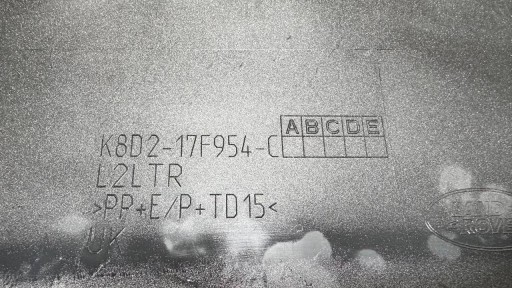 ABCDE
K8D2-17F954-C
L2LTR
>PP+E/P+TD15<
UK